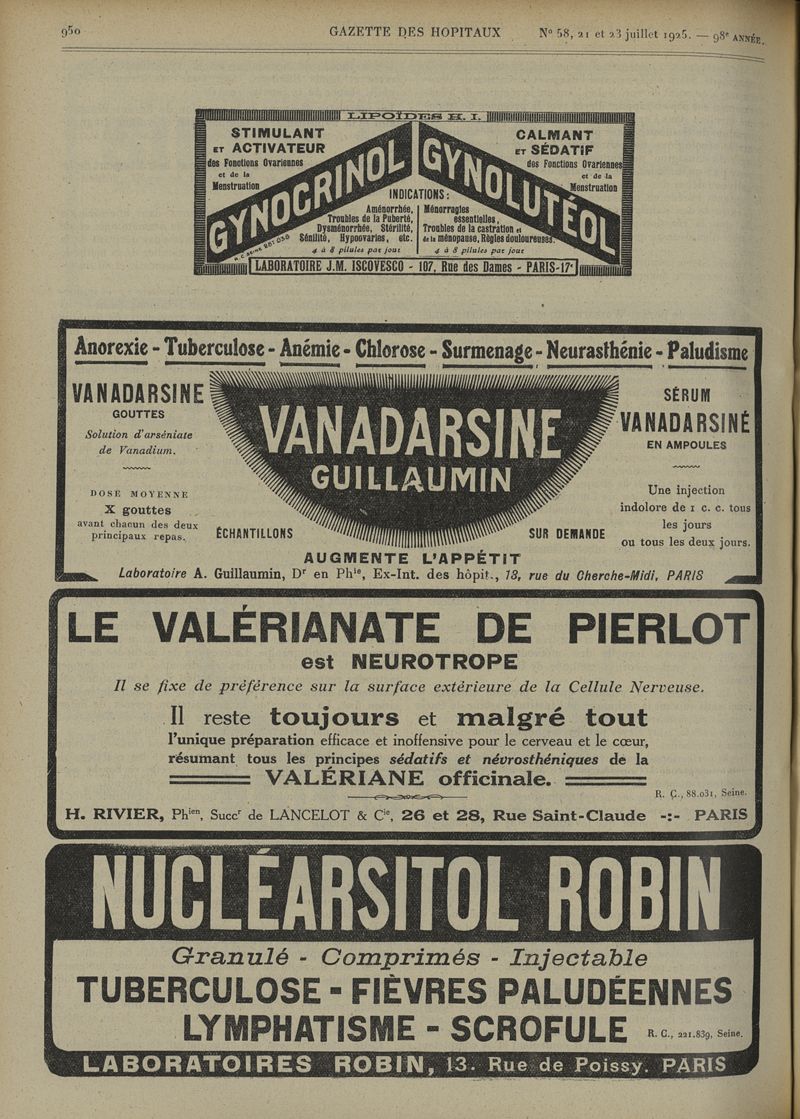 950
GAZETTE DES HOPITAUX
N° 58, 21 et 23 juillet 1925. — 98e ANNÉE.
LIPOÏDES H. I.
STIMULANT
ET ACTIVATEUR
des Fonctions Ovariennes
et de la
Menstruation
GYNOCRINOL
CALMANT
ET SÉDATIF
des Fonctions Ovariennes
et de la
Menstruation
GYNOLUTÉOL
INDICATIONS :
Aménorrhée,
Troubles de la Puberté,
Dysménorrhée, Stérilité,
Sénilité, Hypoovaries, etc.
4 à 8 pilules par jour
Ménorragies
essentielles,
Troubles de la castration et
de la ménopause, Règles douloureuses.
4 à 8 pilules par jour
LABORATOIRE J.M. ISCOVESCO - 107, Rue des Dames - PARIS-17e
Anorexie - Tuberculose - Anémie - Chlorose - Surmenage - Neurasthénie - Paludisme
VANADARSINE
GOUTTES
Solution d'arséniate
de Vanadium.
DOSE MOYENNE
X gouttes
avant chacun des deux
principaux repas.
VANADARSINE
GUILLAUMIN
SÉRUM
VANADARSINÉ
EN AMPOULES
Une injection
indolore de 1 c. c. tous
les jours
ou tous les deux jours.
ÉCHANTILLONS
SUR DEMANDE
AUGMENTE L'APPÉTIT
Laboratoire A. Guillaumin, Dr en Phie, Ex-Int. des hôpit., 13, rue du Cherche-Midi, PARIS
LE VALÉRIANATE DE PIERLOT
est NEUROTROPE
Il se fixe de préférence sur la surface extérieure de la Cellule Nerveuse.
Il reste toujours et malgré tout
l'unique préparation efficace et inoffensive pour le cerveau et le cœur,
résumant tous les principes sédatifs et névrosthéniques de la
VALÉRIANE officinale.
R. C., 88.031, Seine.
H. RIVIER, Phien, Succr de LANCELOT & Cie, 26 et 28, Rue Saint-Claude -:- PARIS
NUCLÉARSITOL ROBIN
Granulé - Comprimés - Injectable
TUBERCULOSE - FIÈVRES PALUDÉENNES
LYMPHATISME - SCROFULE
R. C., 221.839, Seine.
LABORATOIRES ROBIN, 13. Rue de Poissy. PARIS